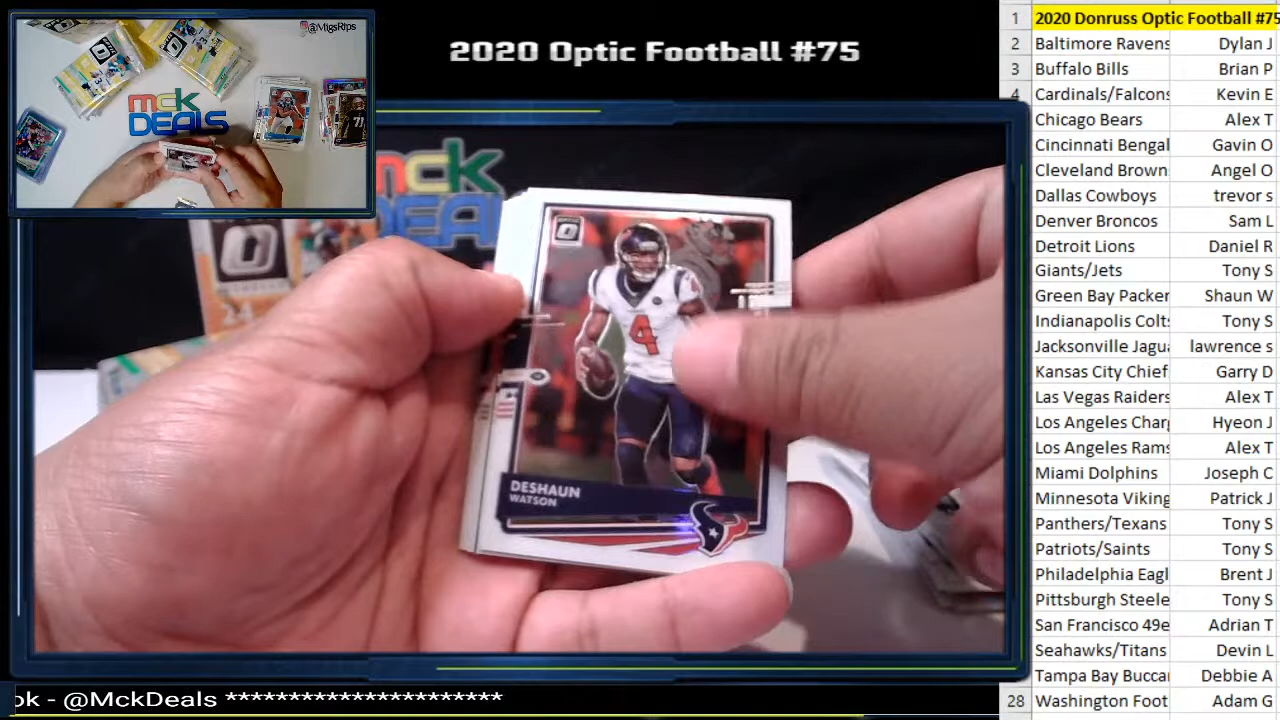 @MigsRips
mck
DEALS
2020 Optic Football #75
mck
DEAL
DESHAUN
WATSON
4
ok - @MckDeals **********************
1 2020 Donruss Optic Football #75
2 Baltimore Ravens Dylan J
3 Buffalo Bills Brian P
4 Cardinals/Falcons Kevin E
Chicago Bears Alex T
Cincinnati Bengal Gavin O
Cleveland Brown Angel O
Dallas Cowboys trevor s
Denver Broncos Sam L
Detroit Lions Daniel R
Giants/Jets Tony S
Green Bay Packer Shaun W
Indianapolis Colts Tony S
Jacksonville Jagua lawrence s
Kansas City Chief Garry D
Las Vegas Raiders Alex T
Los Angeles Charg Hyeon J
Los Angeles Rams Alex T
Miami Dolphins Joseph C
Minnesota Viking Patrick J
Panthers/Texans Tony S
Patriots/Saints Tony S
Philadelphia Eagl Brent J
Pittsburgh Steele Tony S
San Francisco 49e Adrian T
Seahawks/Titans Devin L
Tampa Bay Bucca Debbie A
28 Washington Foot Adam G